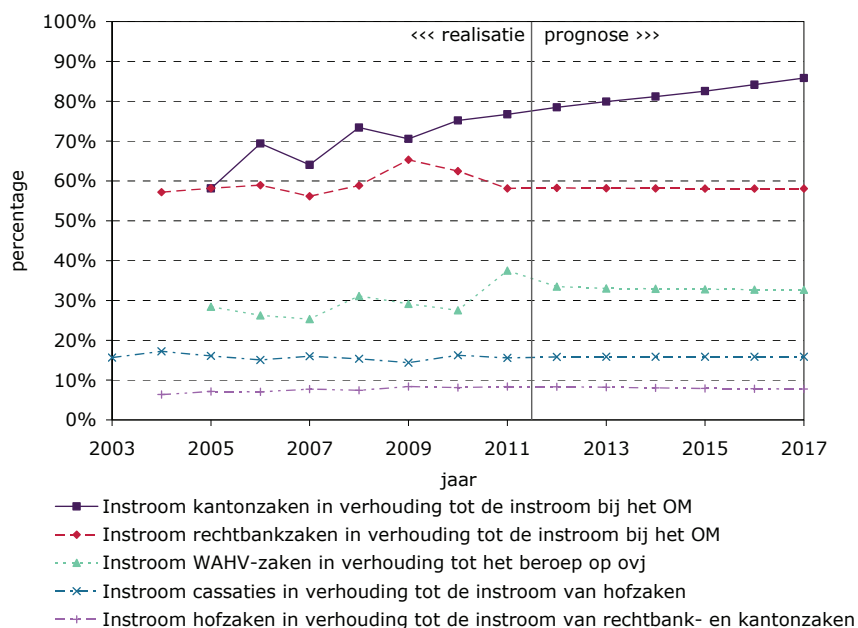 100%
90%
80%
70%
60%
50%
40%
30%
20%
10%
0%
percentage
‹‹‹ realisatie
prognose ›››
2003
2005
2007
2009
2011
2013
2015
2017
jaar
Instroom kantonzaken in verhouding tot de instroom bij het OM
Instroom rechtbankzaken in verhouding tot de instroom bij het OM
Instroom WAHV-zaken in verhouding tot het beroep op ovj
Instroom cassaties in verhouding tot de instroom van hofzaken
Instroom hofzaken in verhouding tot de instroom van rechtbank- en kantonzaken